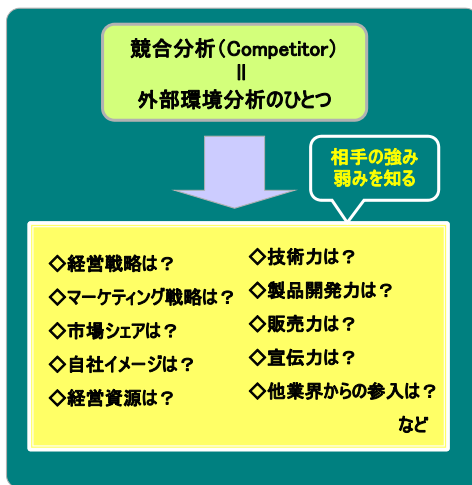 競合分析（Competitor）
||
外部環境分析のひとつ
相手の強み
弱みを知る
◇経営戦略は？
◇マーケティング戦略は？
◇市場シェアは？
◇自社イメージは？
◇経営資源は？
◇技術力は？
◇製品開発力は？
◇販売力は？
◇宣伝力は？
◇他業界からの参入は？
など